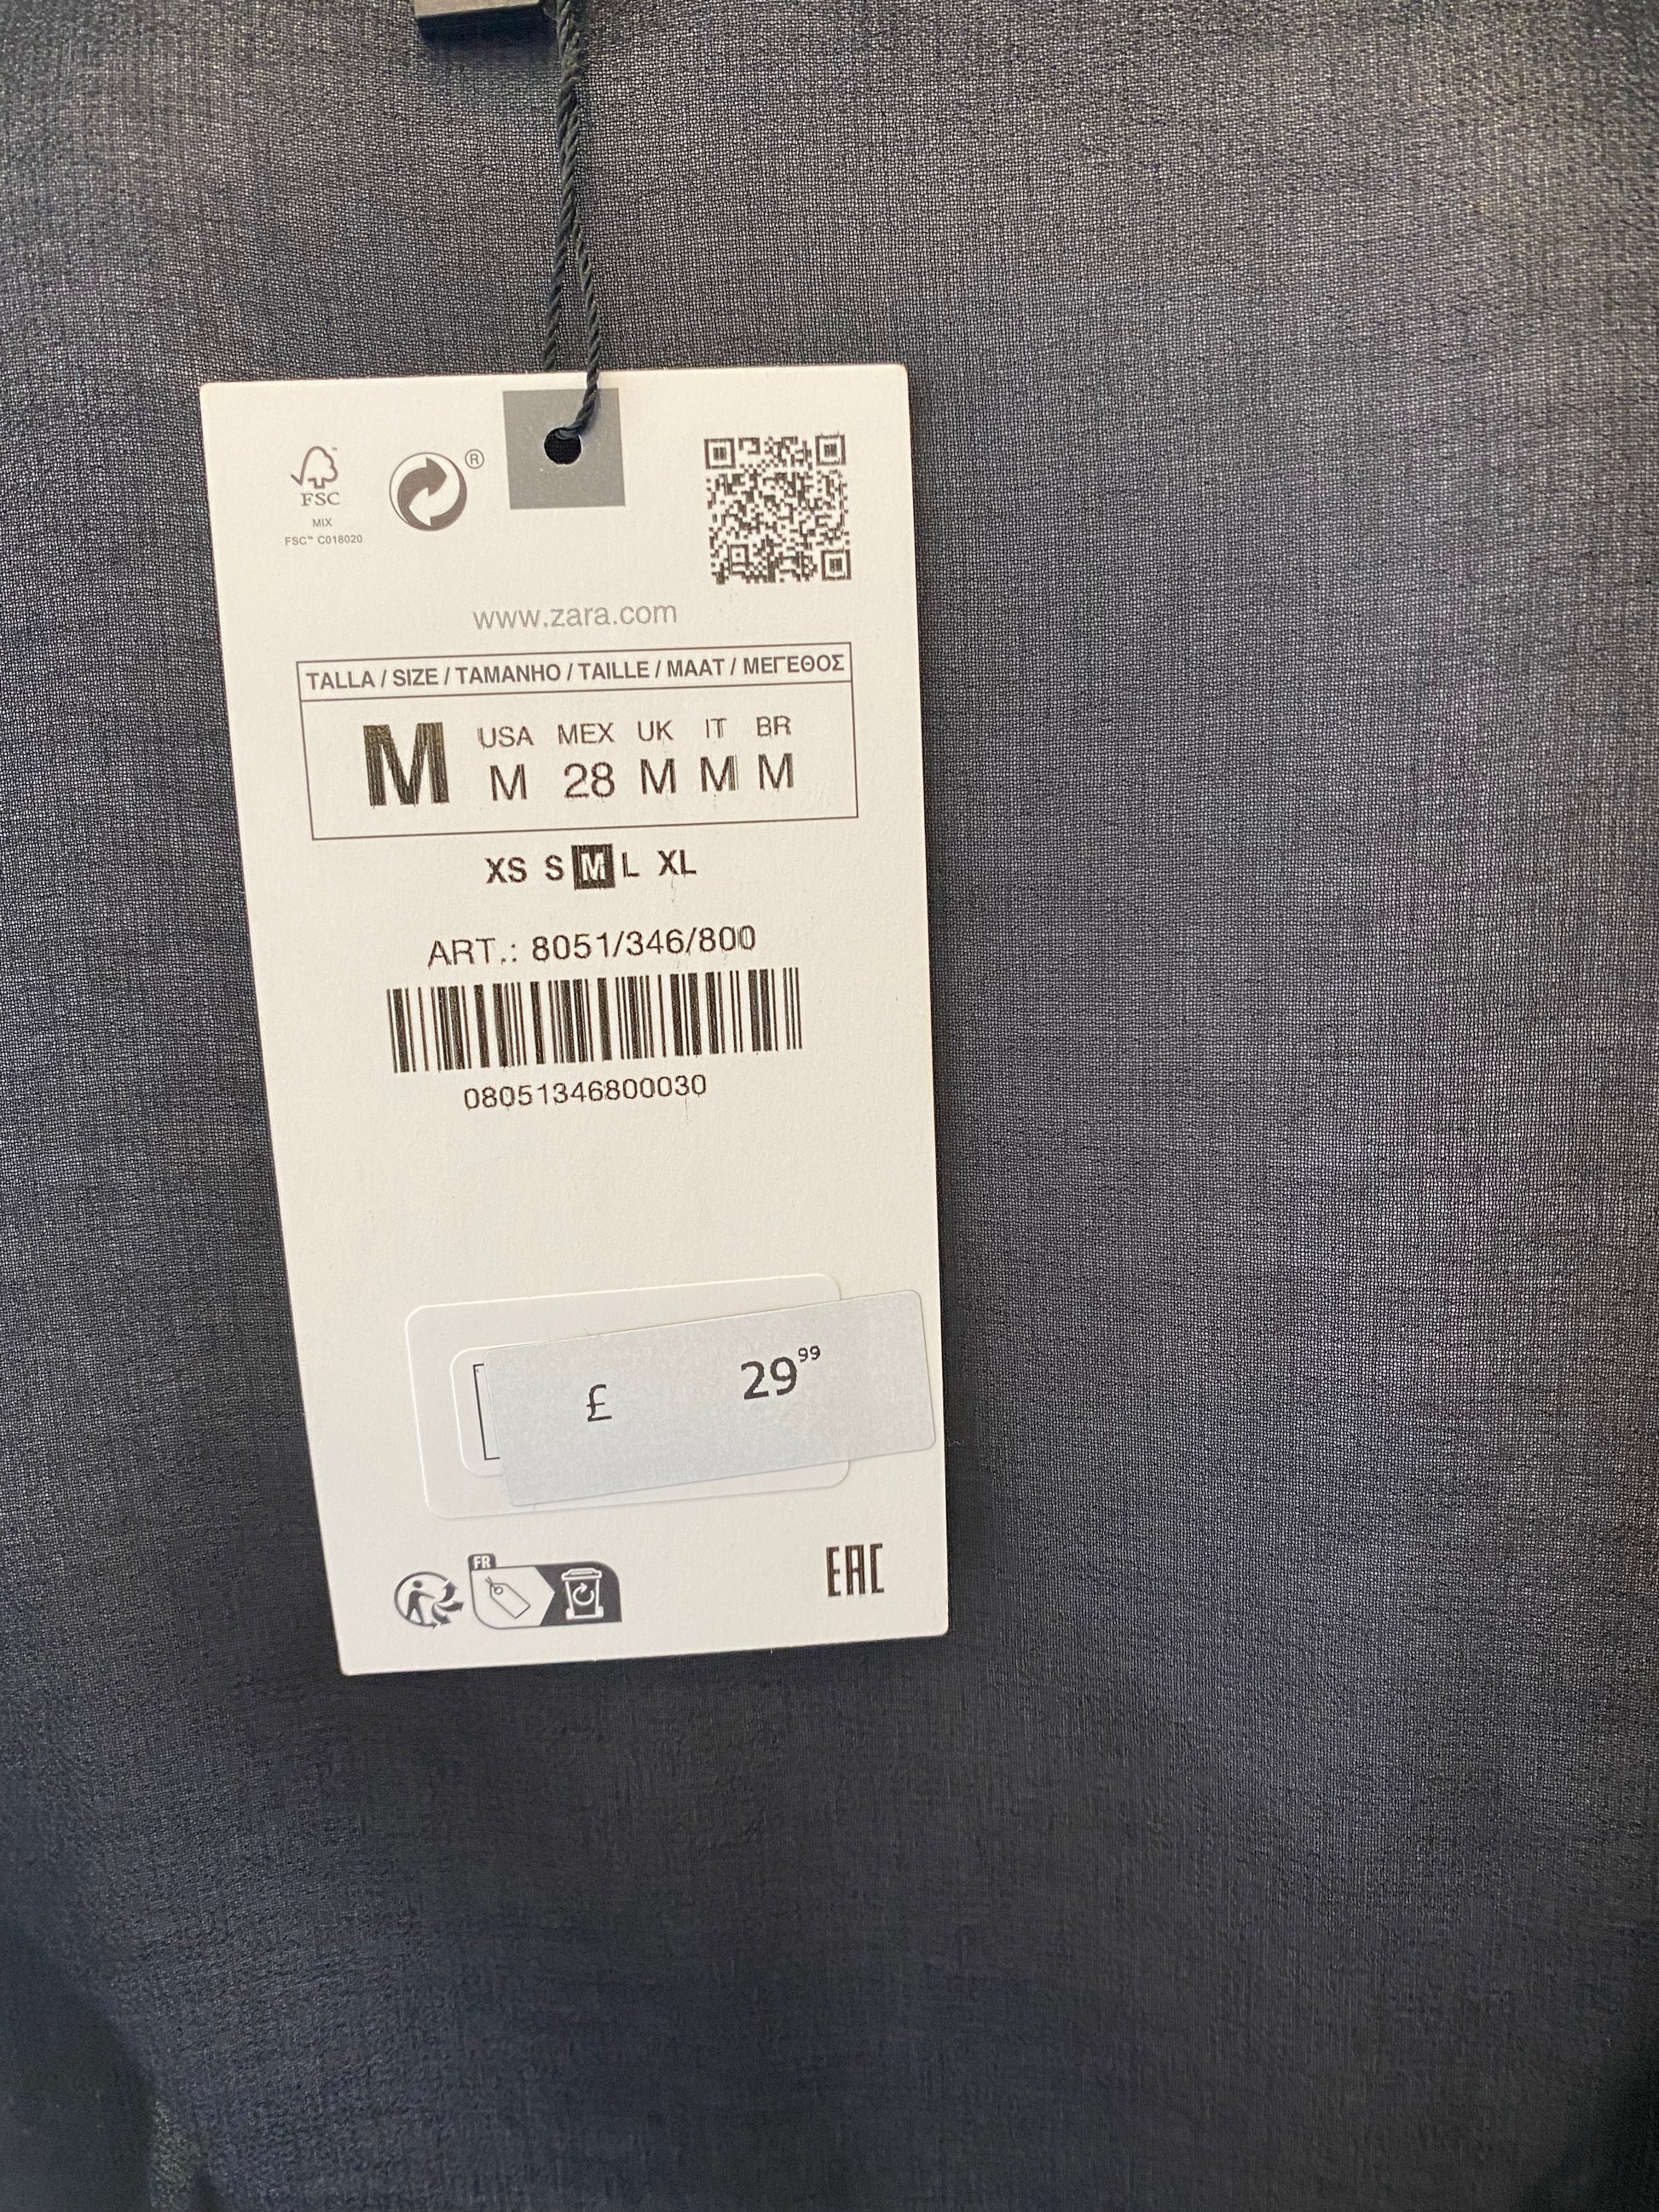 FSC
MIX
FSC™ C018020
®
www.zara.com
TALLA / SIZE / TAMANHO / TAILLE / MAAT / ΜΕΓΕΘΟΣ
M USA MEX UK IT BR
M 28 M M M
XS S M L XL
ART.: 8051/346/800
08051346800030
£ 29⁹⁹
FR
EAC